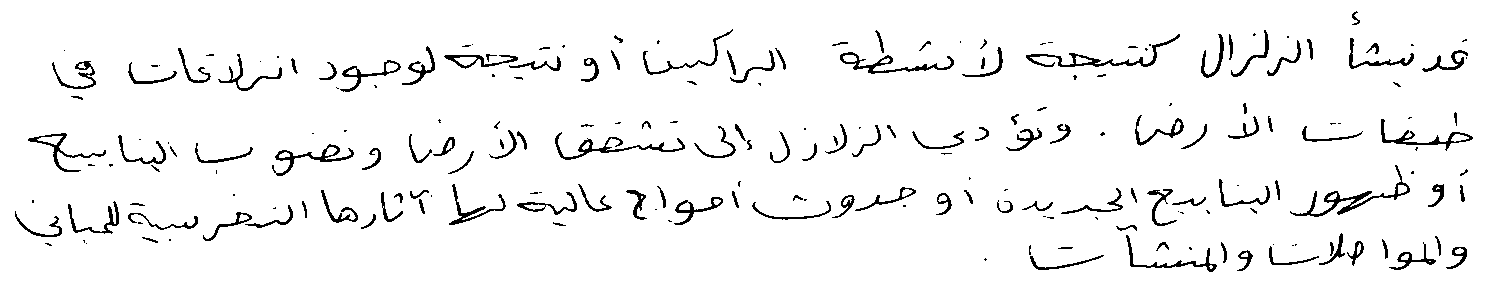 قد ينشأ الزلزال كنتيجة لأنشطة البراكين أو نتيجة لوجود انزلاقات في
طبقات الأرض. وتؤدي الزلازل إلى تشقق الأرض ونضوب الينابيع
أو ظهور الينابيع الجديدة أو حدوث أمواج عالية لها آثارها التخريبية للمباني
والمواصلات والمنشآت.